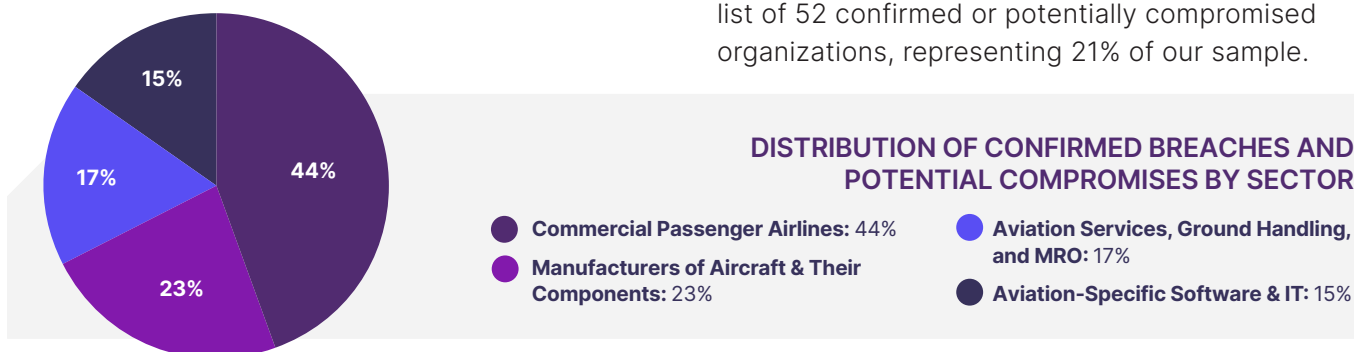 list of 52 confirmed or potentially compromised
organizations, representing 21% of our sample.
15%
44%
17%
23%
DISTRIBUTION OF CONFIRMED BREACHES AND
POTENTIAL COMPROMISES BY SECTOR
Commercial Passenger Airlines: 44%
Manufacturers of Aircraft & Their
Components: 23%
Aviation Services, Ground Handling,
and MRO: 17%
Aviation-Specific Software & IT: 15%